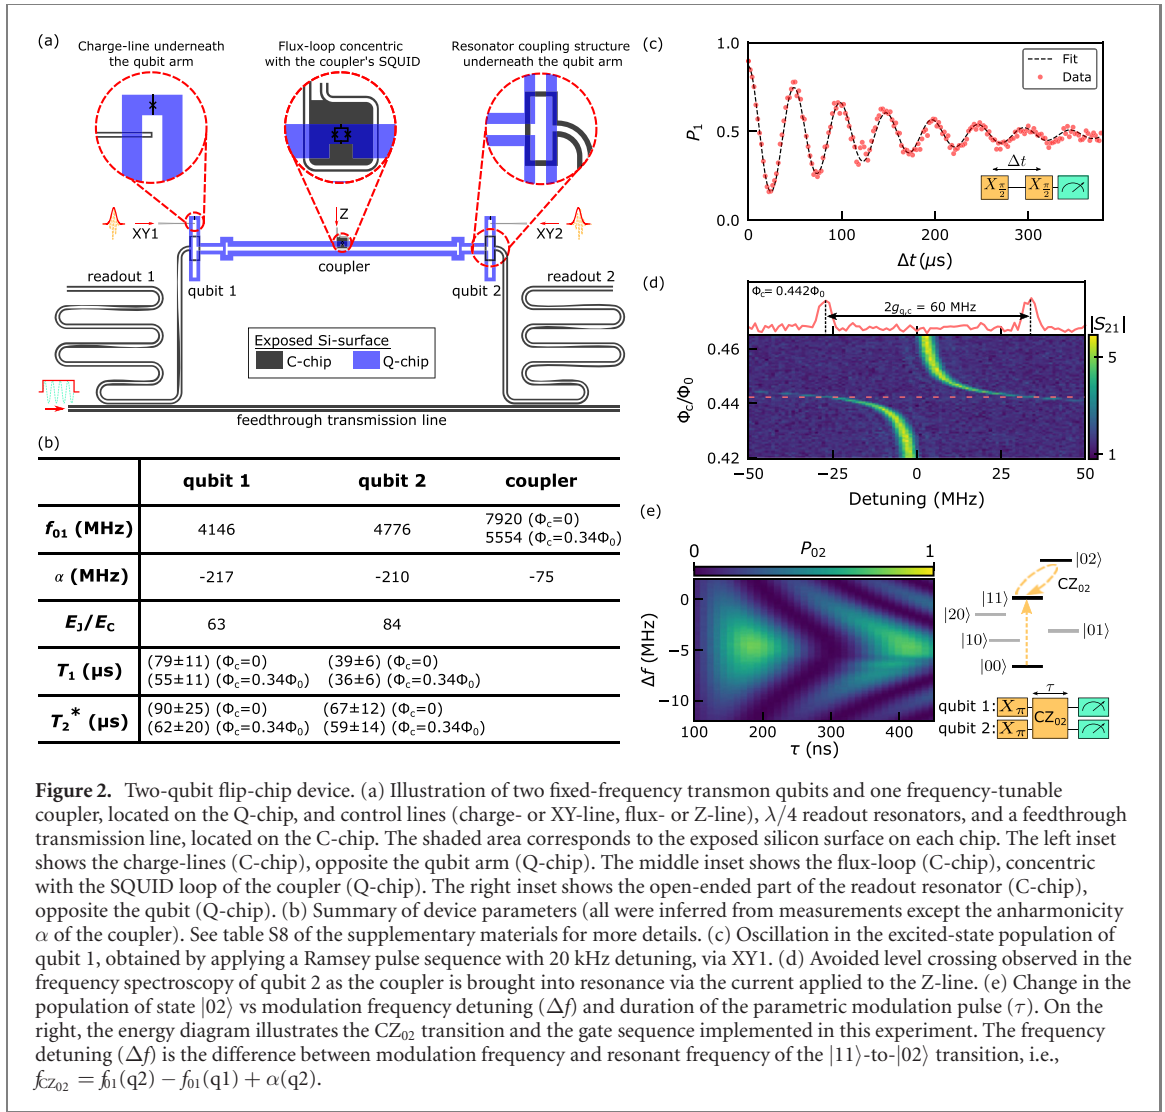 (a)
Charge-line underneath
the qubit arm
Flux-loop concentric
with the coupler's SQUID
Resonator coupling structure
underneath the qubit arm
XY1
Z
XY2
coupler
readout 1
qubit 1
qubit 2
readout 2
Exposed Si-surface
C-chip
Q-chip
feedthrough transmission line
(b)
qubit 1 qubit 2 coupler
f₀₁ (MHz) 4146 4776 7920 (Φc=0)
5554 (Φc=0.34Φ₀)
α (MHz) -217 -210 -75
EJ/EC 63 84
T₁ (μs) (79±11) (Φc=0) (39±6) (Φc=0)
(55±11) (Φc=0.34Φ₀) (36±6) (Φc=0.34Φ₀)
T₂* (μs) (90±25) (Φc=0) (67±12) (Φc=0)
(62±20) (Φc=0.34Φ₀) (59±14) (Φc=0.34Φ₀)
(c)
P₁
1.0
0.5
0.0
Fit
Data
Δt
X π/2 X π/2
0 100 200 300
Δt (μs)
(d)
Φc= 0.442Φ₀
2gq,c = 60 MHz
|S₂₁|
5
1
Φc/Φ₀
0.46
0.44
0.42
−50 −25 0 25 50
Detuning (MHz)
(e)
0 P₀₂ 1
Δf (MHz)
0
−5
−10
100 200 300 400
τ (ns)
|02⟩
CZ₀₂
|11⟩
|20⟩
|01⟩
|10⟩
|00⟩
τ
qubit 1: Xπ CZ₀₂
qubit 2: Xπ
Figure 2. Two-qubit flip-chip device. (a) Illustration of two fixed-frequency transmon qubits and one frequency-tunable
coupler, located on the Q-chip, and control lines (charge- or XY-line, flux- or Z-line), λ/4 readout resonators, and a feedthrough
transmission line, located on the C-chip. The shaded area corresponds to the exposed silicon surface on each chip. The left inset
shows the charge-lines (C-chip), opposite the qubit arm (Q-chip). The middle inset shows the flux-loop (C-chip), concentric
with the SQUID loop of the coupler (Q-chip). The right inset shows the open-ended part of the readout resonator (C-chip),
opposite the qubit (Q-chip). (b) Summary of device parameters (all were inferred from measurements except the anharmonicity
α of the coupler). See table S8 of the supplementary materials for more details. (c) Oscillation in the excited-state population of
qubit 1, obtained by applying a Ramsey pulse sequence with 20 kHz detuning, via XY1. (d) Avoided level crossing observed in the
frequency spectroscopy of qubit 2 as the coupler is brought into resonance via the current applied to the Z-line. (e) Change in the
population of state |02⟩ vs modulation frequency detuning (Δf) and duration of the parametric modulation pulse (τ). On the
right, the energy diagram illustrates the CZ₀₂ transition and the gate sequence implemented in this experiment. The frequency
detuning (Δf) is the difference between modulation frequency and resonant frequency of the |11⟩-to-|02⟩ transition, i.e.,
fCZ₀₂ = f₀₁(q2) − f₀₁(q1) + α(q2).